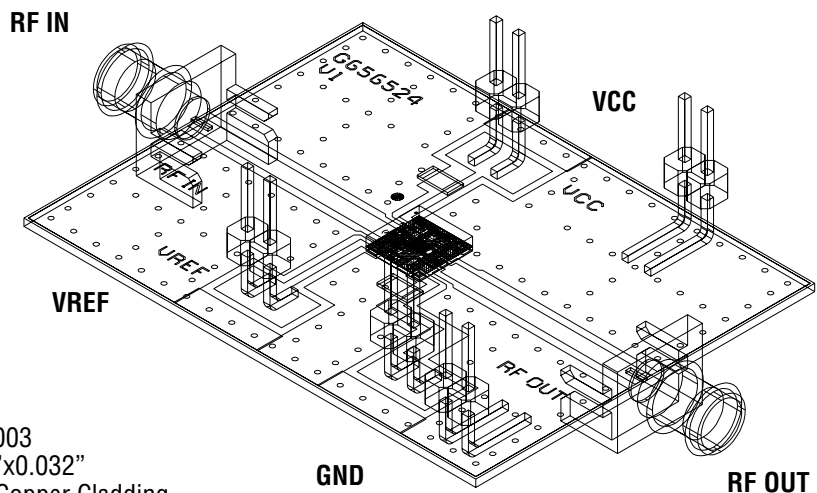 RF IN
GG56524
V1
VCC
RF IN
VCC
VREF
VREF
RF OUT
003
x0.032”
Copper Cladding
GND
RF OUT